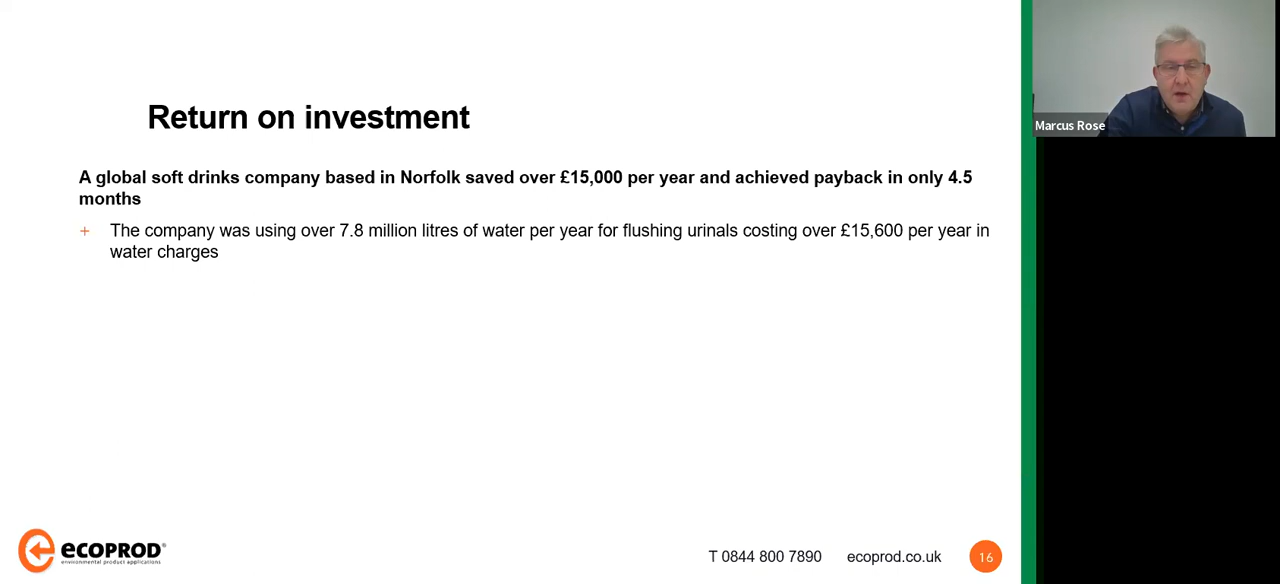 Return on investment
A global soft drinks company based in Norfolk saved over £15,000 per year and achieved payback in only 4.5
months
+ The company was using over 7.8 million litres of water per year for flushing urinals costing over £15,600 per year in
water charges
Marcus Rose
ecoprod®
environmental product applications
T 0844 800 7890 ecoprod.co.uk 16